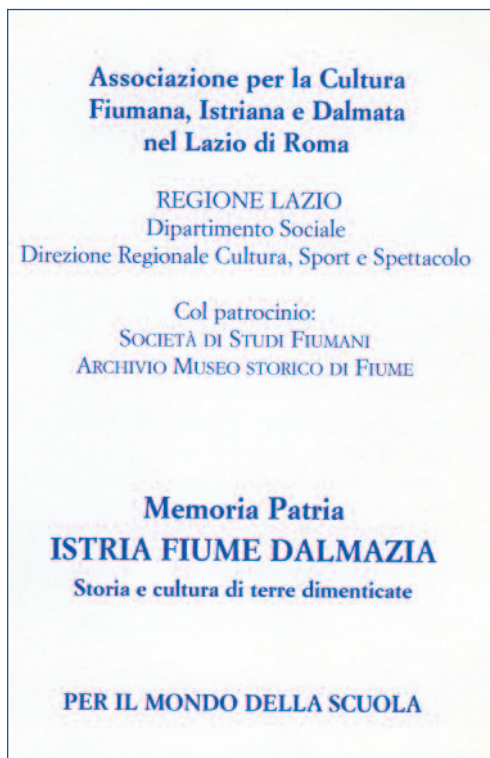 Associazione per la Cultura
Fiumana, Istriana e Dalmata
nel Lazio di Roma
REGIONE LAZIO
Dipartimento Sociale
Direzione Regionale Cultura, Sport e Spettacolo
Col patrocinio:
SOCIETÀ DI STUDI FIUMANI
ARCHIVIO MUSEO STORICO DI FIUME
Memoria Patria
ISTRIA FIUME DALMAZIA
Storia e cultura di terre dimenticate
PER IL MONDO DELLA SCUOLA